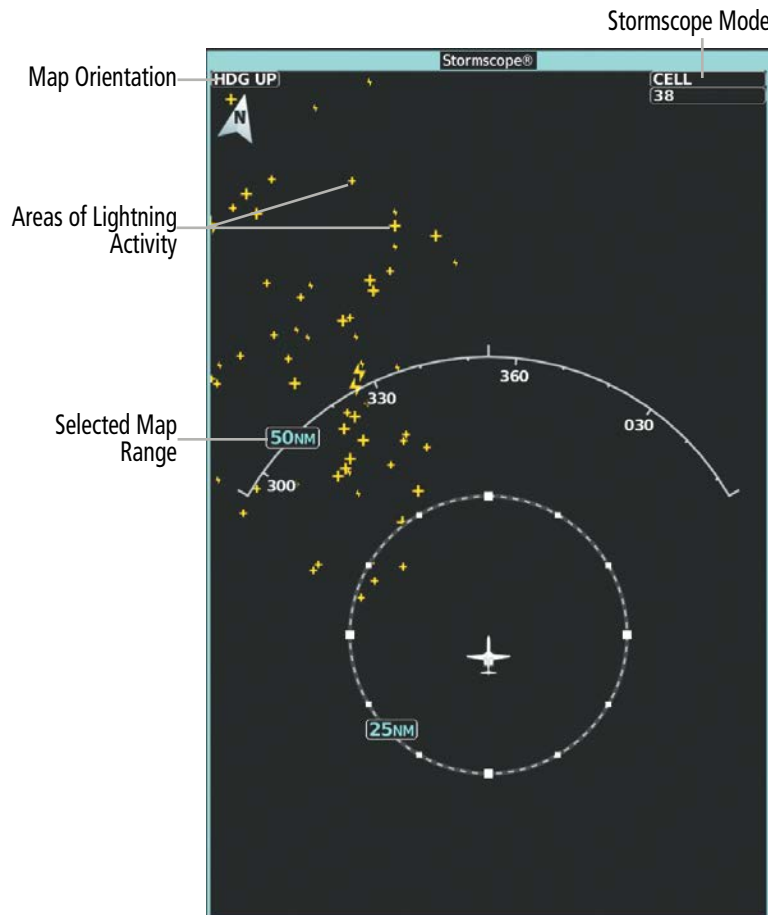 Stormscope Mode
Stormscope®
Map Orientation
HDG UP
CELL
38
N
Areas of Lightning
Activity
360
330
030
Selected Map
Range
50NM
300
25NM